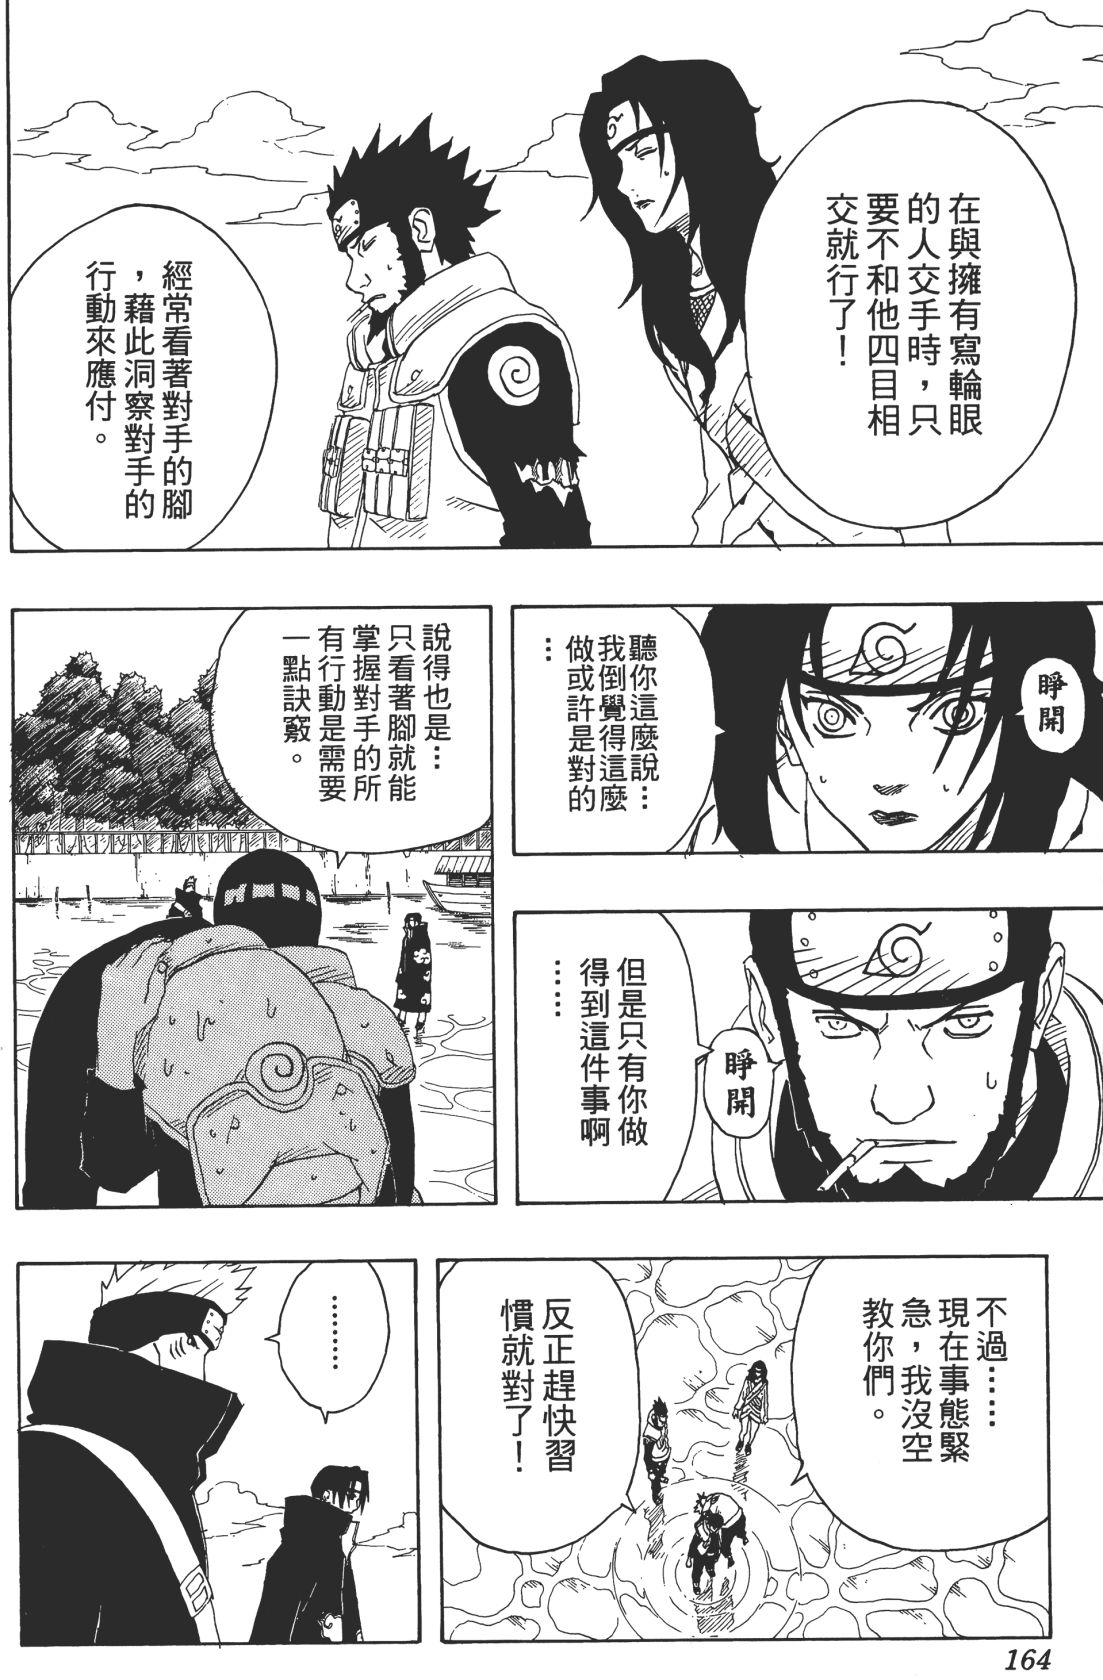 在與擁有寫輪眼
的人交手時，只
要不和他四目相
交就行了！
經常看著對手的腳
，藉此洞察對手的
行動來應付。
睜開
聽你這麼說…
我倒覺得這麼
做或許是對的
…
睜開
但是只有你做
得到這件事啊
……
說得也是…
只看著腳就能
掌握對手的所
有行動是需要
一點訣竅。
不過……
現在事態緊
急，我沒空
教你們。
反正趕快習
慣就對了！
………
164